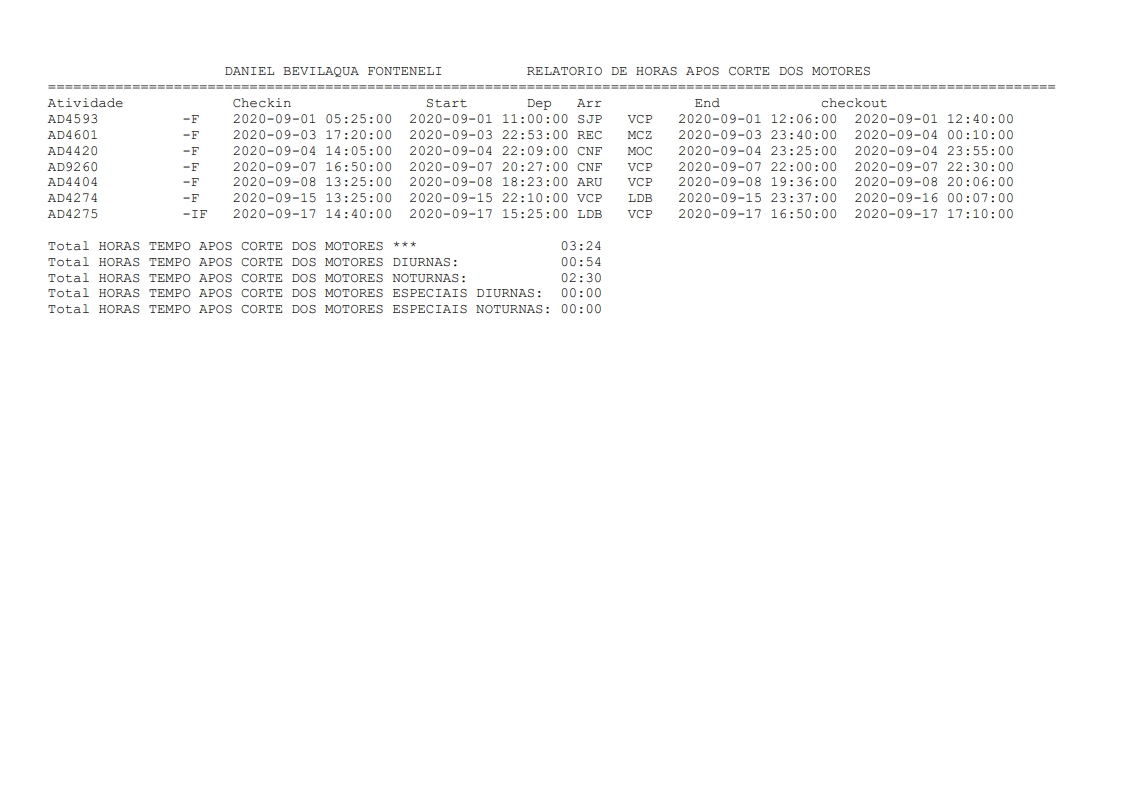 DANIEL BEVILAQUA FONTENELI          RELATORIO DE HORAS APOS CORTE DOS MOTORES
========================================================================================================================
Atividade             Checkin                Start       Dep   Arr           End            checkout
AD4593          -F    2020-09-01 05:25:00  2020-09-01 11:00:00 SJP   VCP   2020-09-01 12:06:00  2020-09-01 12:40:00
AD4601          -F    2020-09-03 17:20:00  2020-09-03 22:53:00 REC   MCZ   2020-09-03 23:40:00  2020-09-04 00:10:00
AD4420          -F    2020-09-04 14:05:00  2020-09-04 22:09:00 CNF   MOC   2020-09-04 23:25:00  2020-09-04 23:55:00
AD9260          -F    2020-09-07 16:50:00  2020-09-07 20:27:00 CNF   VCP   2020-09-07 22:00:00  2020-09-07 22:30:00
AD4404          -F    2020-09-08 13:25:00  2020-09-08 18:23:00 ARU   VCP   2020-09-08 19:36:00  2020-09-08 20:06:00
AD4274          -F    2020-09-15 13:25:00  2020-09-15 22:10:00 VCP   LDB   2020-09-15 23:37:00  2020-09-16 00:07:00
AD4275          -IF   2020-09-17 14:40:00  2020-09-17 15:25:00 LDB   VCP   2020-09-17 16:50:00  2020-09-17 17:10:00
Total HORAS TEMPO APOS CORTE DOS MOTORES ***                 03:24
Total HORAS TEMPO APOS CORTE DOS MOTORES DIURNAS:            00:54
Total HORAS TEMPO APOS CORTE DOS MOTORES NOTURNAS:           02:30
Total HORAS TEMPO APOS CORTE DOS MOTORES ESPECIAIS DIURNAS:  00:00
Total HORAS TEMPO APOS CORTE DOS MOTORES ESPECIAIS NOTURNAS: 00:00